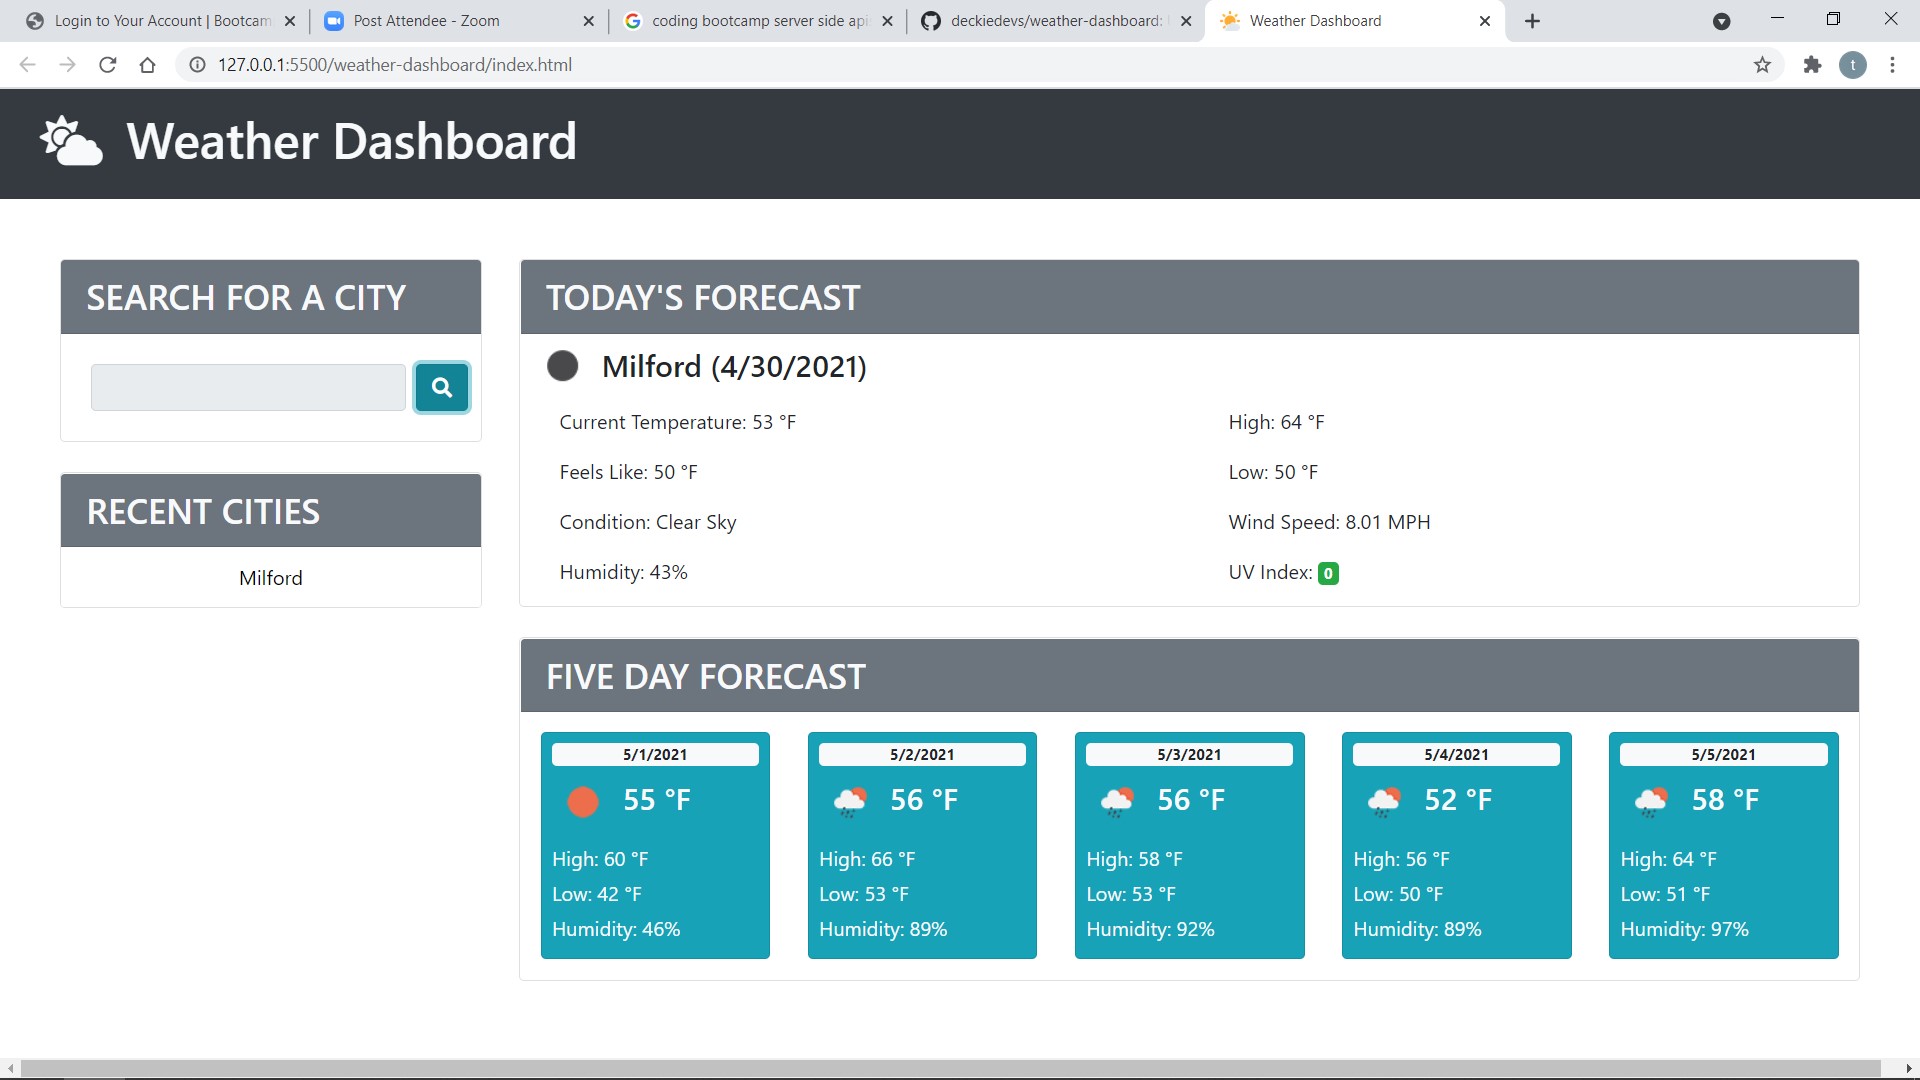 Login to Your Account | Bootcam
Post Attendee - Zoom
coding bootcamp server side api
deckiedevs/weather-dashboard:
Weather Dashboard
127.0.0.1:5500/weather-dashboard/index.html
t
Weather Dashboard
SEARCH FOR A CITY
RECENT CITIES
Milford
TODAY'S FORECAST
Milford (4/30/2021)
Current Temperature: 53 °F
High: 64 °F
Feels Like: 50 °F
Low: 50 °F
Condition: Clear Sky
Wind Speed: 8.01 MPH
Humidity: 43%
UV Index: 0
FIVE DAY FORECAST
5/1/2021
55 °F
High: 60 °F
Low: 42 °F
Humidity: 46%
5/2/2021
56 °F
High: 66 °F
Low: 53 °F
Humidity: 89%
5/3/2021
56 °F
High: 58 °F
Low: 53 °F
Humidity: 92%
5/4/2021
52 °F
High: 56 °F
Low: 50 °F
Humidity: 89%
5/5/2021
58 °F
High: 64 °F
Low: 51 °F
Humidity: 97%